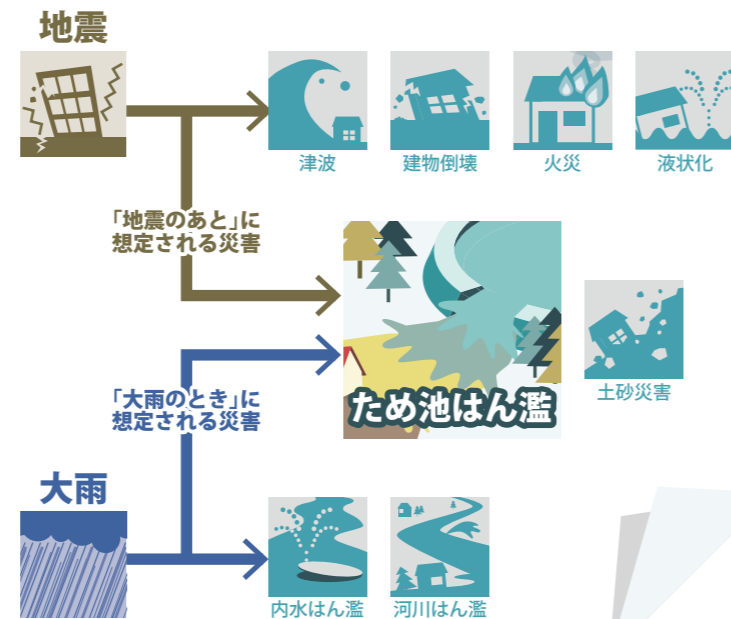 地震
津波
建物倒壊
火災
液状化
「地震のあと」に
想定される災害
ため池はん濫
土砂災害
「大雨のとき」に
想定される災害
大雨
内水はん濫
河川はん濫